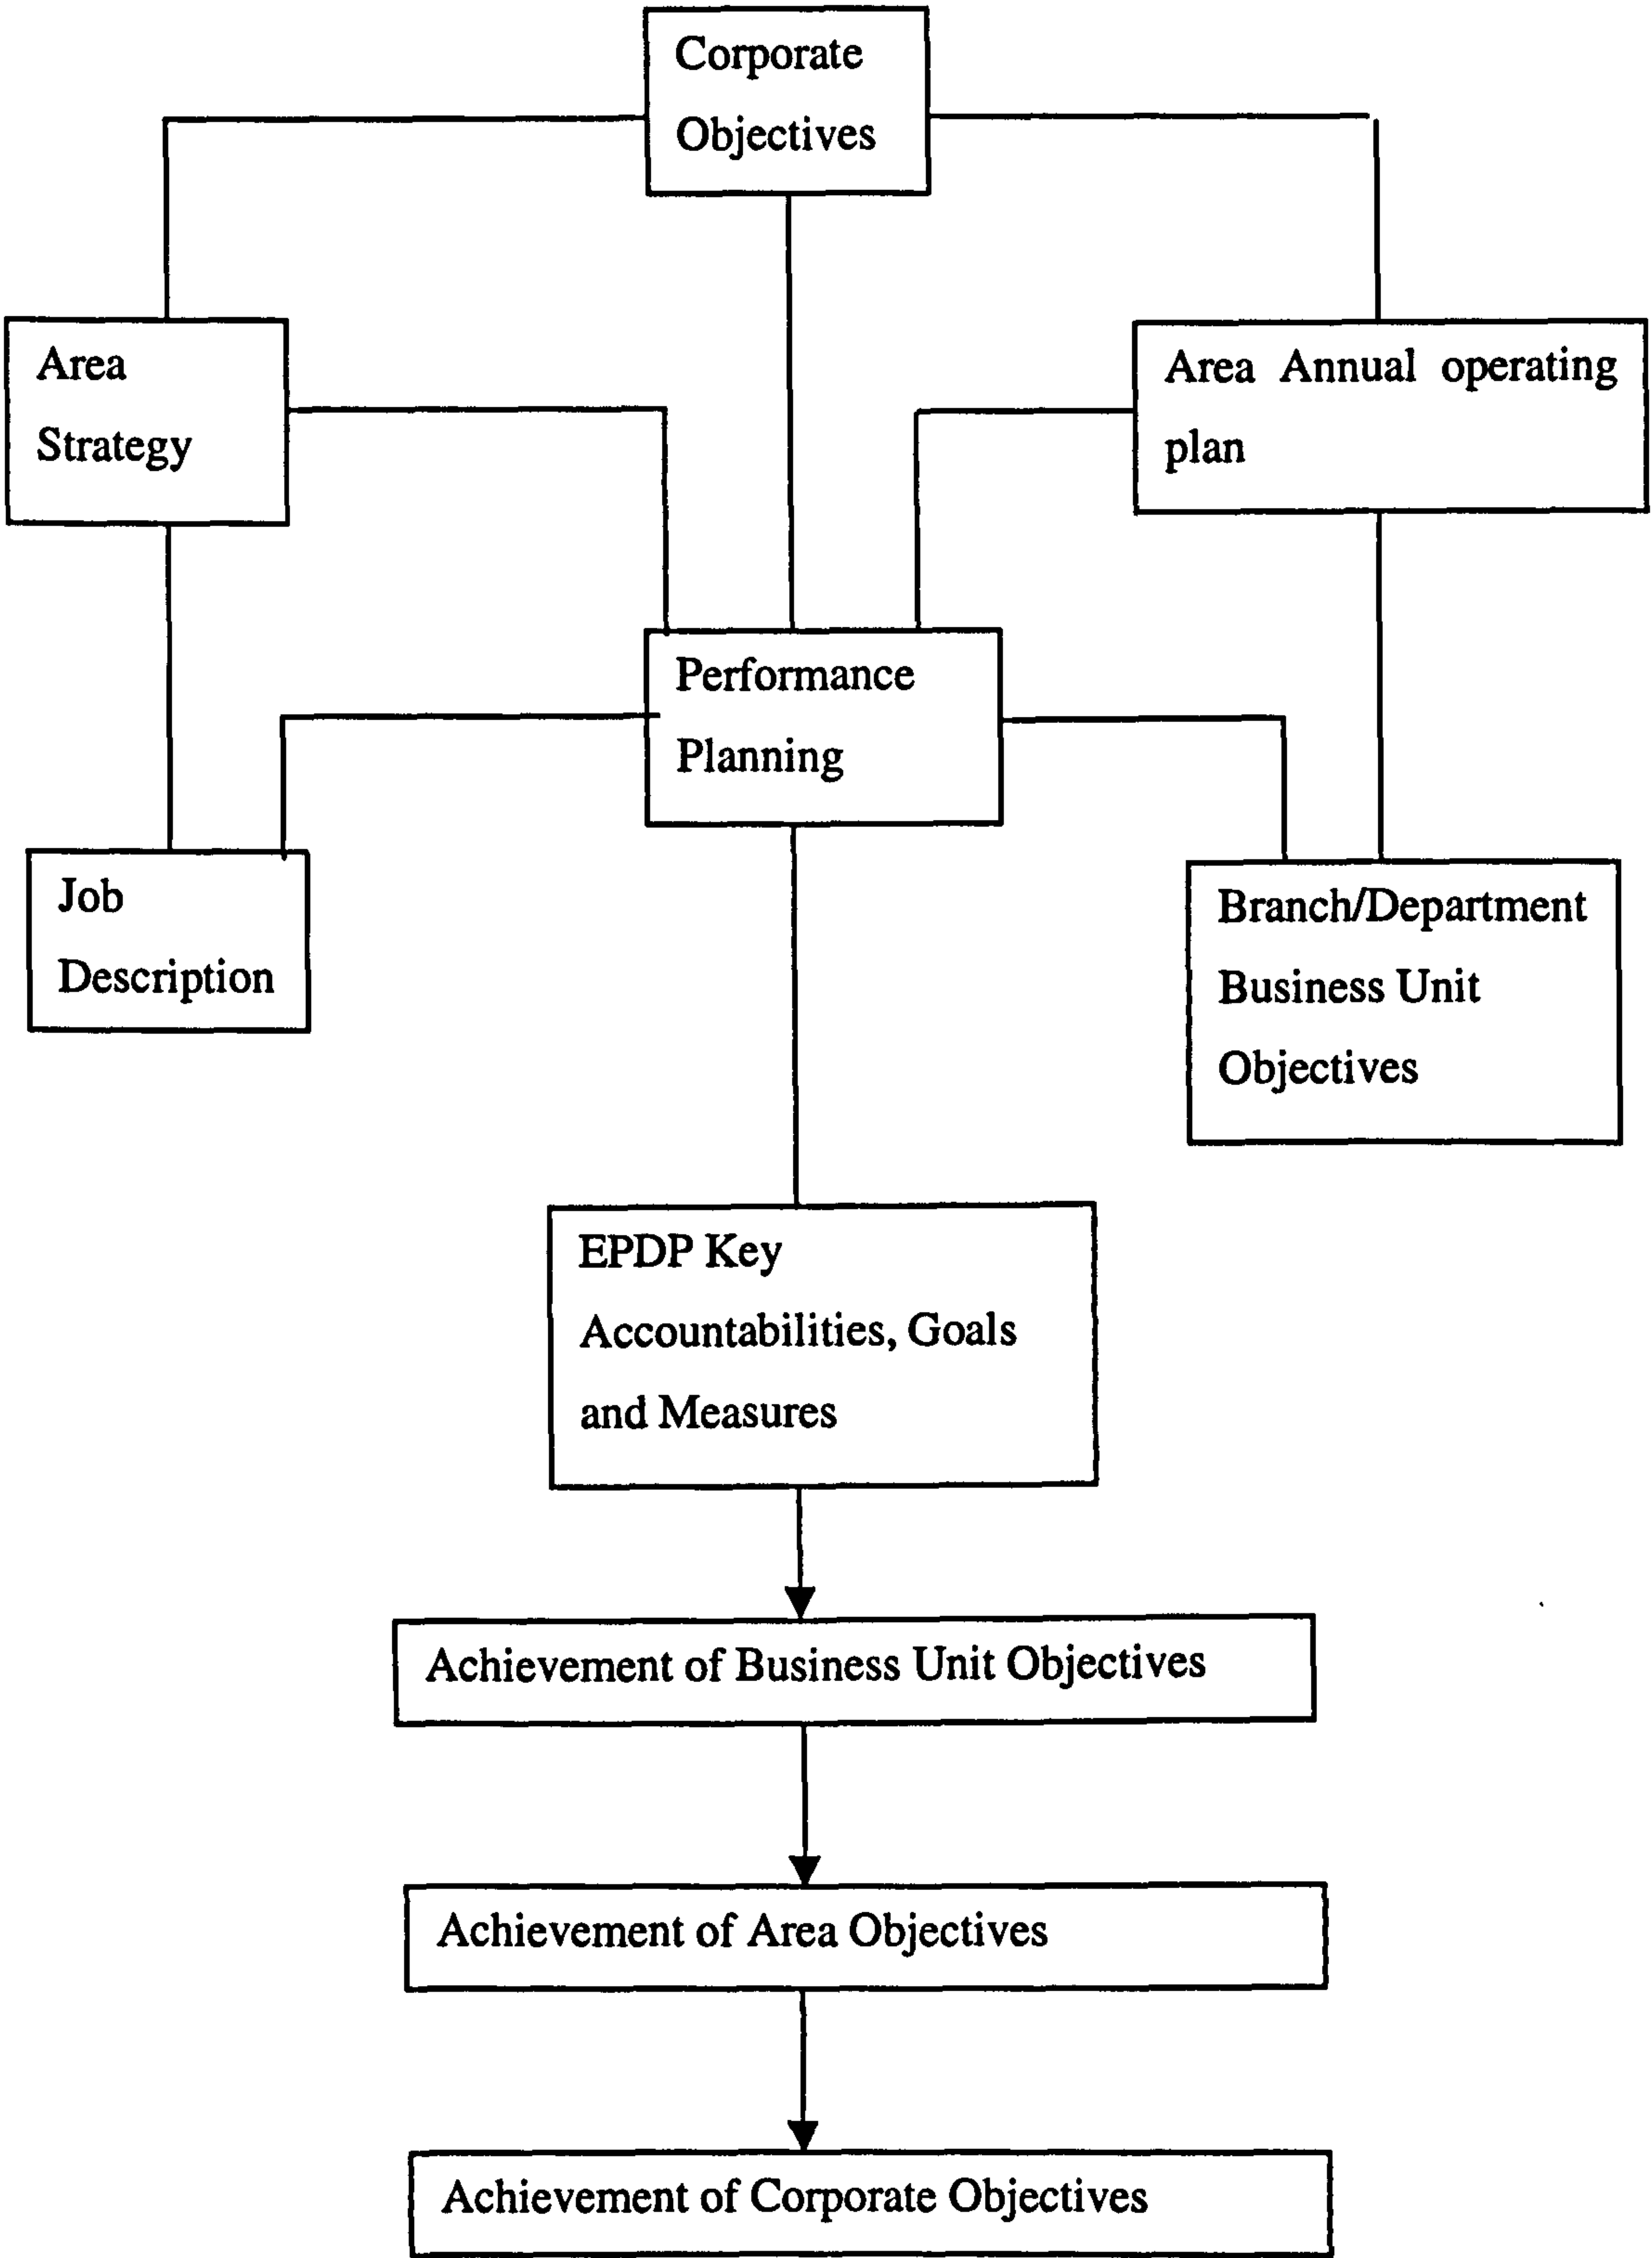 Corporate
Objectives
Area
Strategy
Area Annual operating
plan
Performance
Planning
Job
Description
Branch/Department
Business Unit
Objectives
EPDP Key
Accountabilities, Goals
and Measures
Achievement of Business Unit Objectives
Achievement of Area Objectives
Achievement of Corporate Objectives